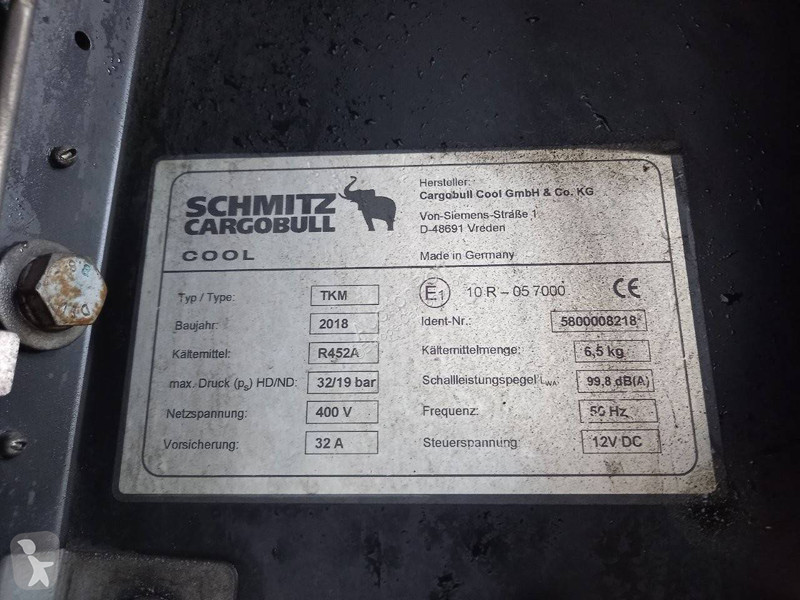 SCHMITZ
CARGOBULL
COOL
Hersteller:
Cargobull Cool GmbH & Co. KG
Von-Siemens-Straße 1
D-48691 Vreden
Made in Germany
Typ / Type: TKM
E1 10 R – 05 7000 CE
Baujahr: 2018
Ident-Nr.: 5800008218
Kältemittel: R452A
Kältemittelmenge: 6,5 kg
max. Druck (ps) HD/ND: 32/19 bar
Schallleistungspegel LWA: 99,8 dB(A)
Netzspannung: 400 V
Frequenz: 50 Hz
Vorsicherung: 32 A
Steuerspannung: 12V DC